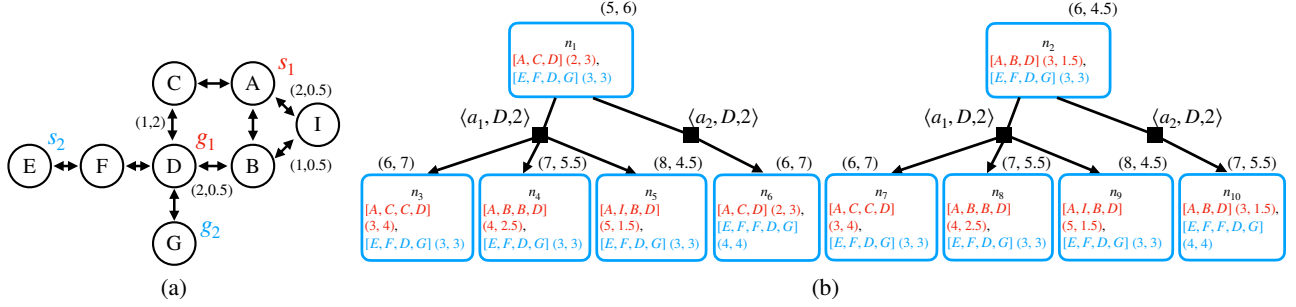 s₁
C
A
(2,0.5)
I
(1,2)
s₂
g₁
E
F
D
B
(1,0.5)
(2,0.5)
g₂
G
(a)
(5, 6)
n₁
[A, C, D] (2, 3),
[E, F, D, G] (3, 3)
⟨a₁, D,2⟩
⟨a₂, D,2⟩
(6, 7)
(7, 5.5)
(8, 4.5)
(6, 7)
n₃
[A, C, C, D]
(3, 4),
[E, F, D, G] (3, 3)
n₄
[A, B, B, D]
(4, 2.5),
[E, F, D, G] (3, 3)
n₅
[A, I, B, D]
(5, 1.5),
[E, F, D, G] (3, 3)
n₆
[A, C, D] (2, 3),
[E, F, F, D, G]
(4, 4)
(6, 4.5)
n₂
[A, B, D] (3, 1.5),
[E, F, D, G] (3, 3)
⟨a₁, D,2⟩
⟨a₂, D,2⟩
(6, 7)
(7, 5.5)
(8, 4.5)
(7, 5.5)
n₇
[A, C, C, D]
(3, 4),
[E, F, D, G] (3, 3)
n₈
[A, B, B, D]
(4, 2.5),
[E, F, D, G] (3, 3)
n₉
[A, I, B, D]
(5, 1.5),
[E, F, D, G] (3, 3)
n₁₀
[A, B, D] (3, 1.5),
[E, F, F, D, G]
(4, 4)
(b)